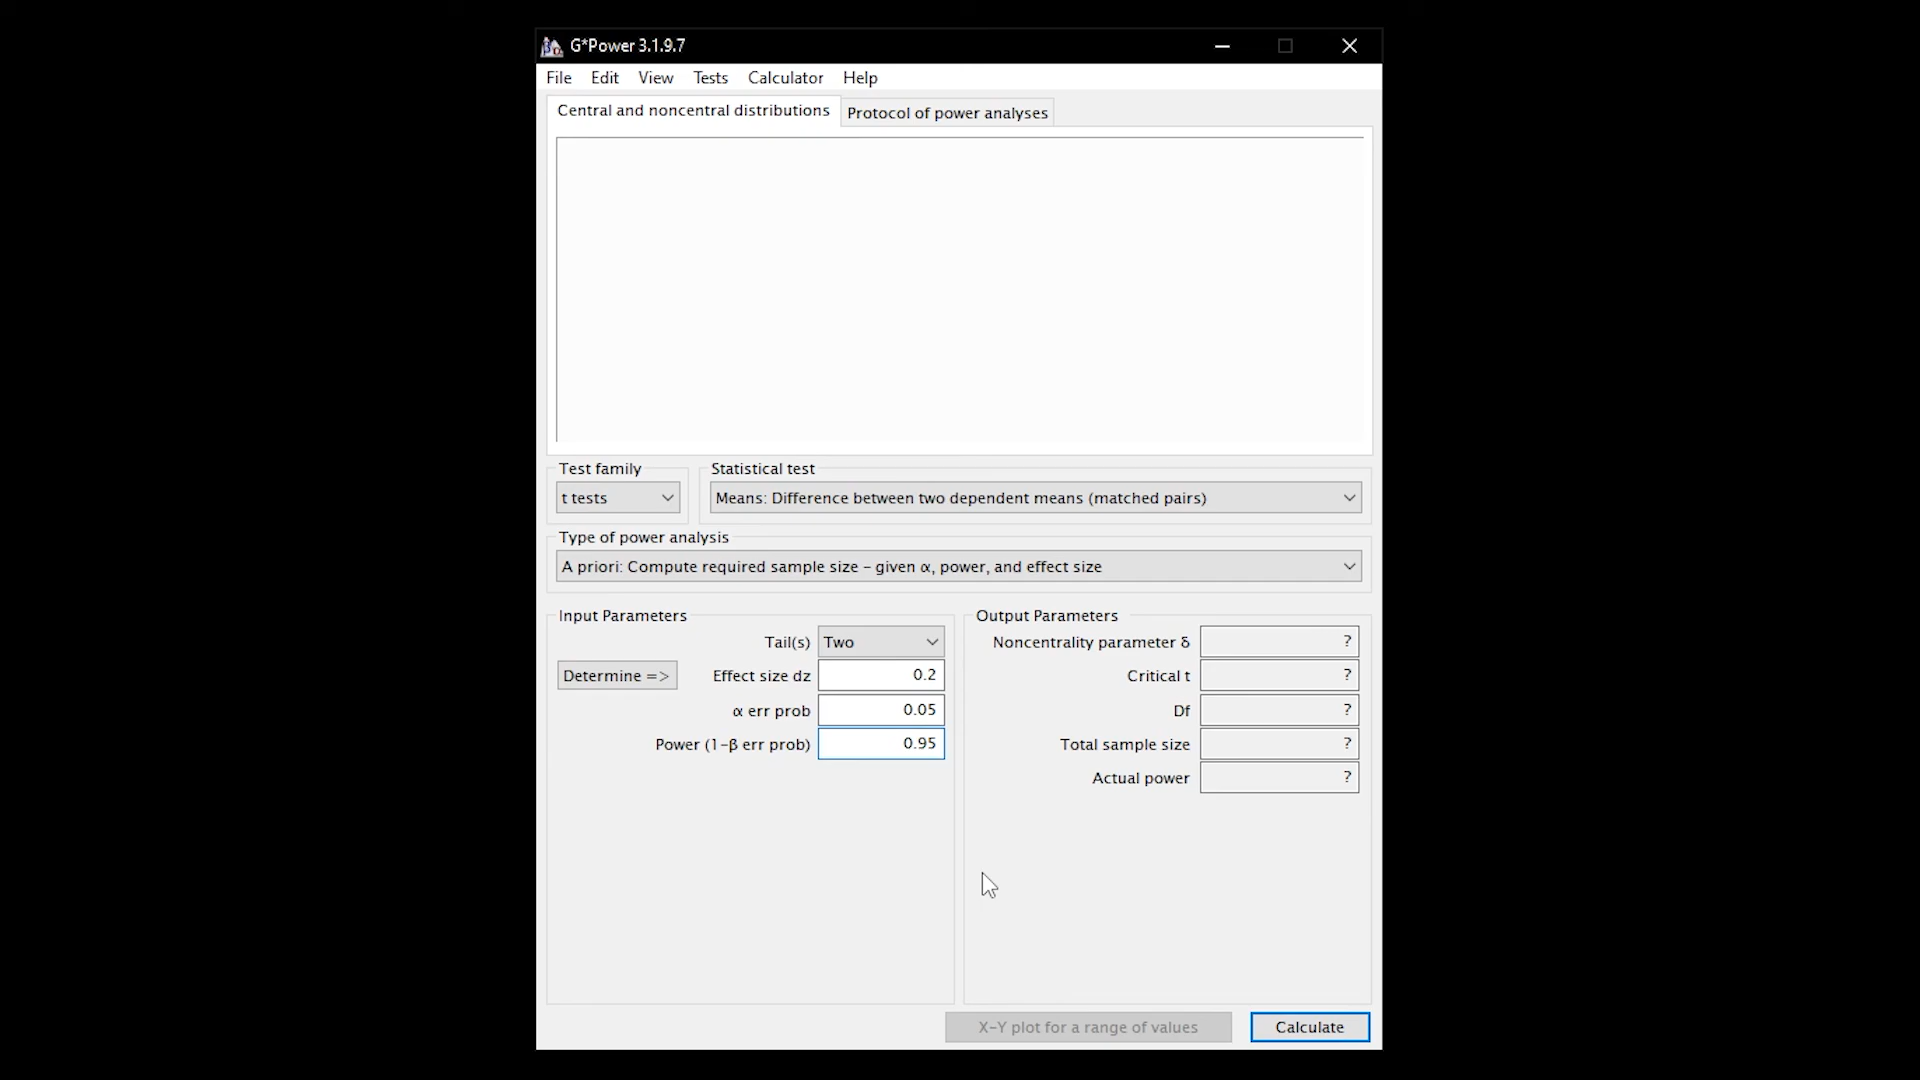 G*Power 3.1.9.7
File Edit View Tests Calculator Help
Central and noncentral distributions Protocol of power analyses
Test family Statistical test
t tests Means: Difference between two dependent means (matched pairs)
Type of power analysis
A priori: Compute required sample size - given α, power, and effect size
Input Parameters Output Parameters
Tail(s) Two Noncentrality parameter δ ?
Determine => Effect size dz 0.2 Critical t ?
α err prob 0.05 Df ?
Power (1-β err prob) 0.95 Total sample size ?
Actual power ?
X-Y plot for a range of values Calculate